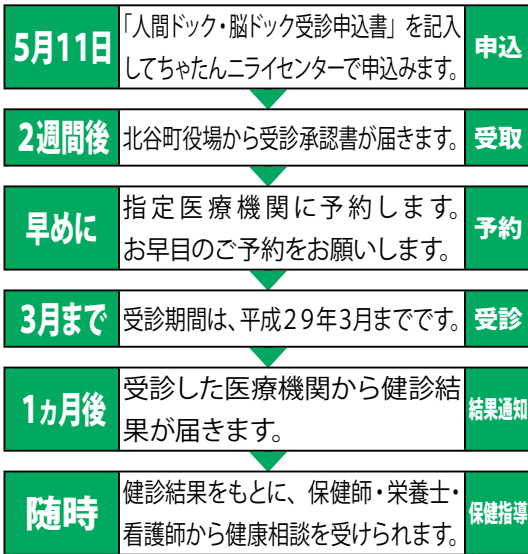 5月11日
「人間ドック・脳ドック受診申込書」を記入
してちゃたんニライセンターで申込みます。
申込
2週間後
北谷町役場から受診承認書が届きます。
受取
早めに
指定医療機関に予約します。
お早目のご予約をお願いします。
予約
3月まで
受診期間は、平成29年3月までです。
受診
1ヵ月後
受診した医療機関から健診結
果が届きます。
結果通知
随時
健診結果をもとに、保健師・栄養士・
看護師から健康相談を受けられます。
保健指導